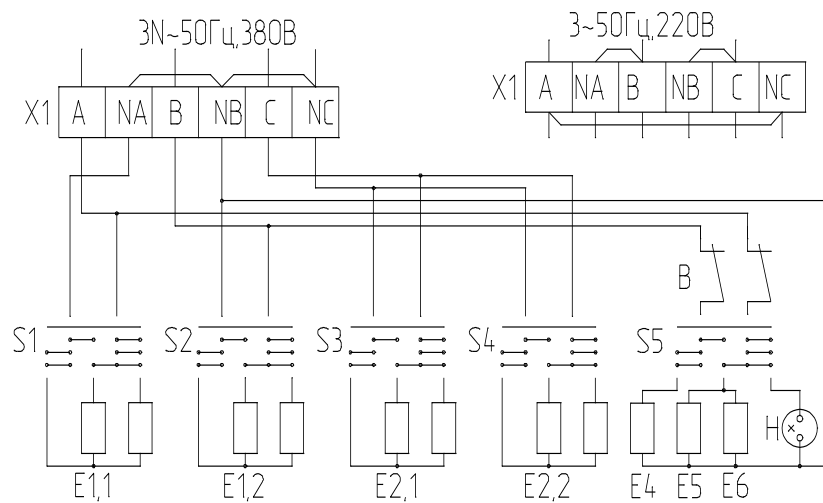 3N~50Гц,380В
3~50Гц,220В
X1 A NA B NB C NC
X1 A NA B NB C NC
B
S1 S2 S3 S4 S5
H
E1,1 E1,2 E2,1 E2,2 E4 E5 E6